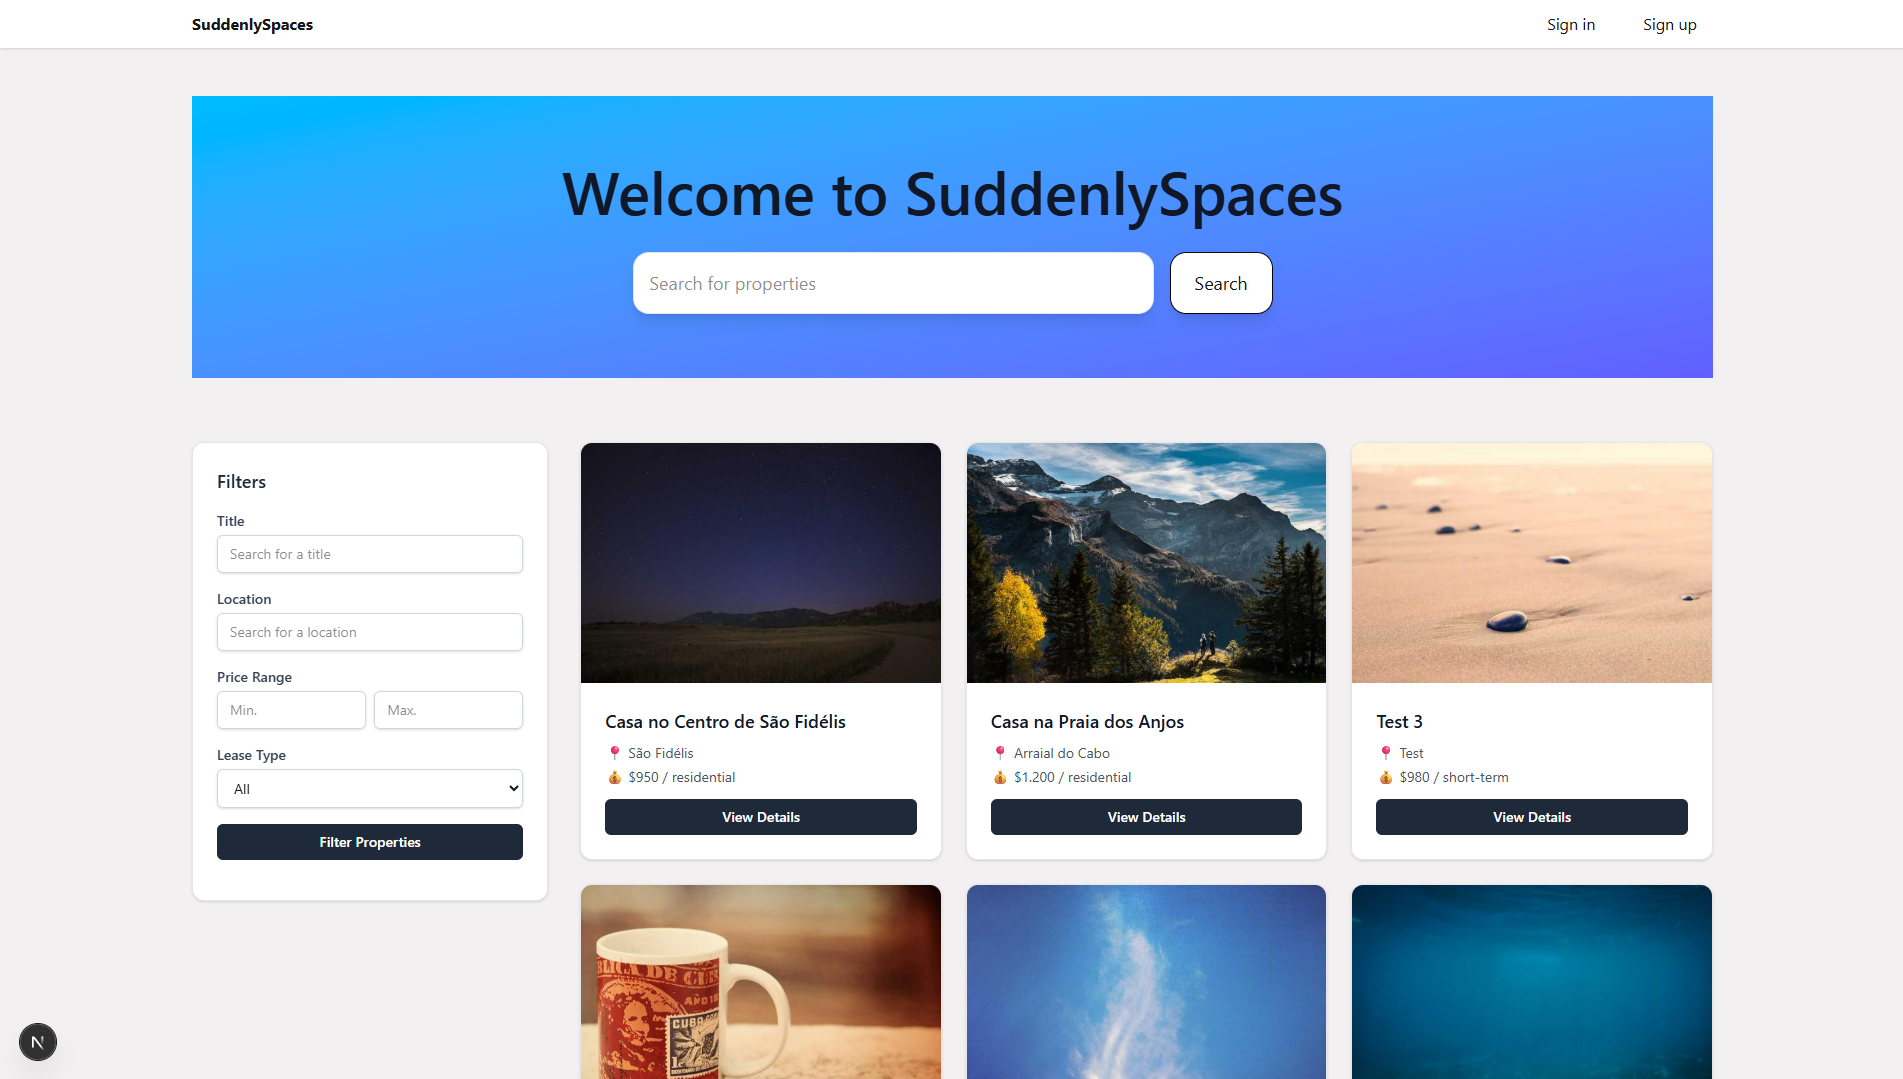 SuddenlySpaces
Sign in
Sign up
Welcome to SuddenlySpaces
Search for properties
Search
Filters
Title
Search for a title
Location
Search for a location
Price Range
Min.
Max.
Lease Type
All
Filter Properties
Casa no Centro de São Fidélis
São Fidélis
$950 / residential
View Details
Casa na Praia dos Anjos
Arraial do Cabo
$1.200 / residential
View Details
Test 3
Test
$980 / short-term
View Details
CUBA
N